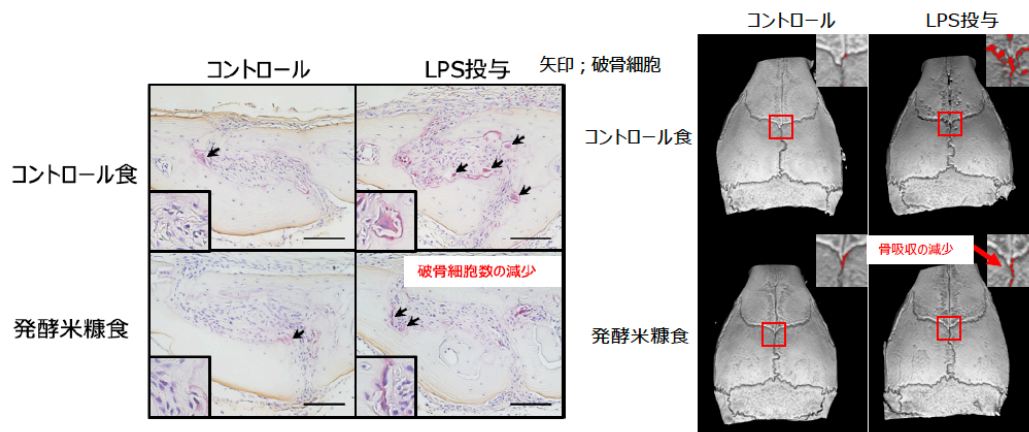 コントロール
LPS投与
矢印；破骨細胞
コントロール食
破骨細胞数の減少
発酵米糠食
コントロール
LPS投与
コントロール食
骨吸収の減少
発酵米糠食